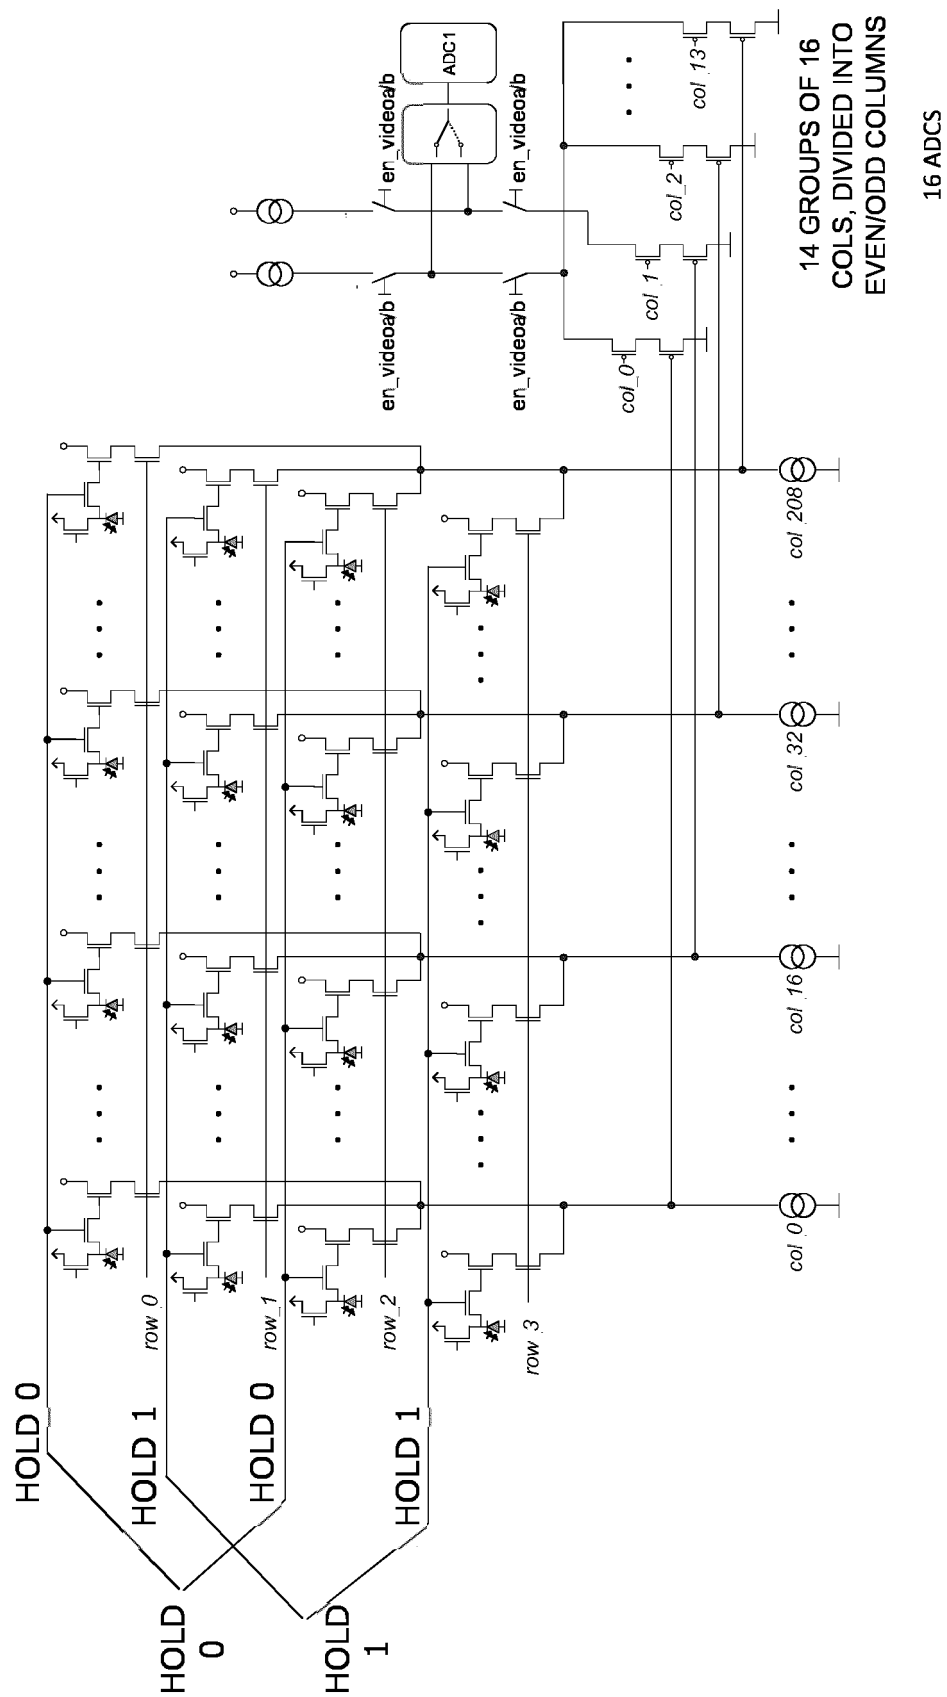 HOLD 0
HOLD 1
HOLD 0
HOLD 1
HOLD
0
HOLD
1
row_0
row_1
row_2
row_3
col_0
col_16
col_32
col_208
en_videoa/b
en_videoa/b
en_videoa/b
en_videoa/b
ADC1
col_0
col_1
col_2
col_13
14 GROUPS OF 16
COLS, DIVIDED INTO
EVEN/ODD COLUMNS
16 ADCS